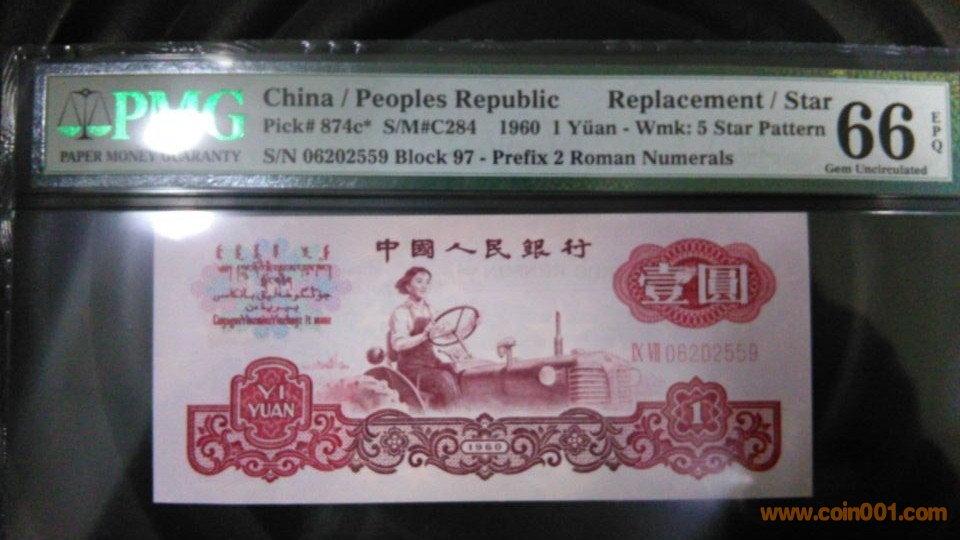 PMG
PAPER MONEY GUARANTY
China / Peoples Republic Replacement / Star
Pick# 874c* S/M#C284 1960 1 Yüan - Wmk: 5 Star Pattern
S/N 06202559 Block 97 - Prefix 2 Roman Numerals
66
EPQ
Gem Uncirculated
中國人民銀行
壹圓
IX VII 06202559
YI
YUAN
1
1960
www.coin001.com